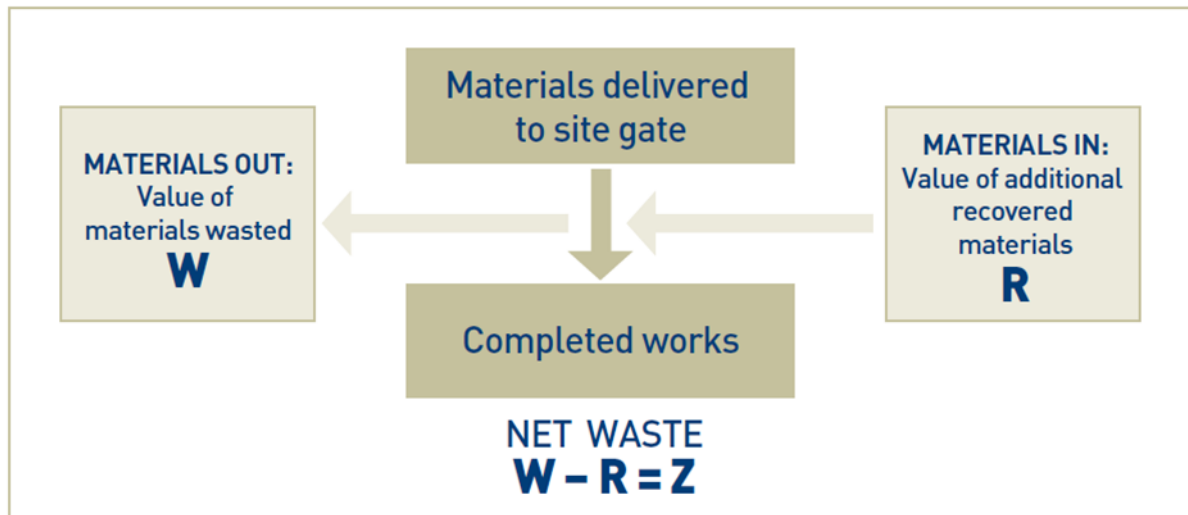 Materials delivered
to site gate
MATERIALS OUT:
Value of
materials wasted
W
MATERIALS IN:
Value of additional
recovered
materials
R
Completed works
NET WASTE
W – R = Z